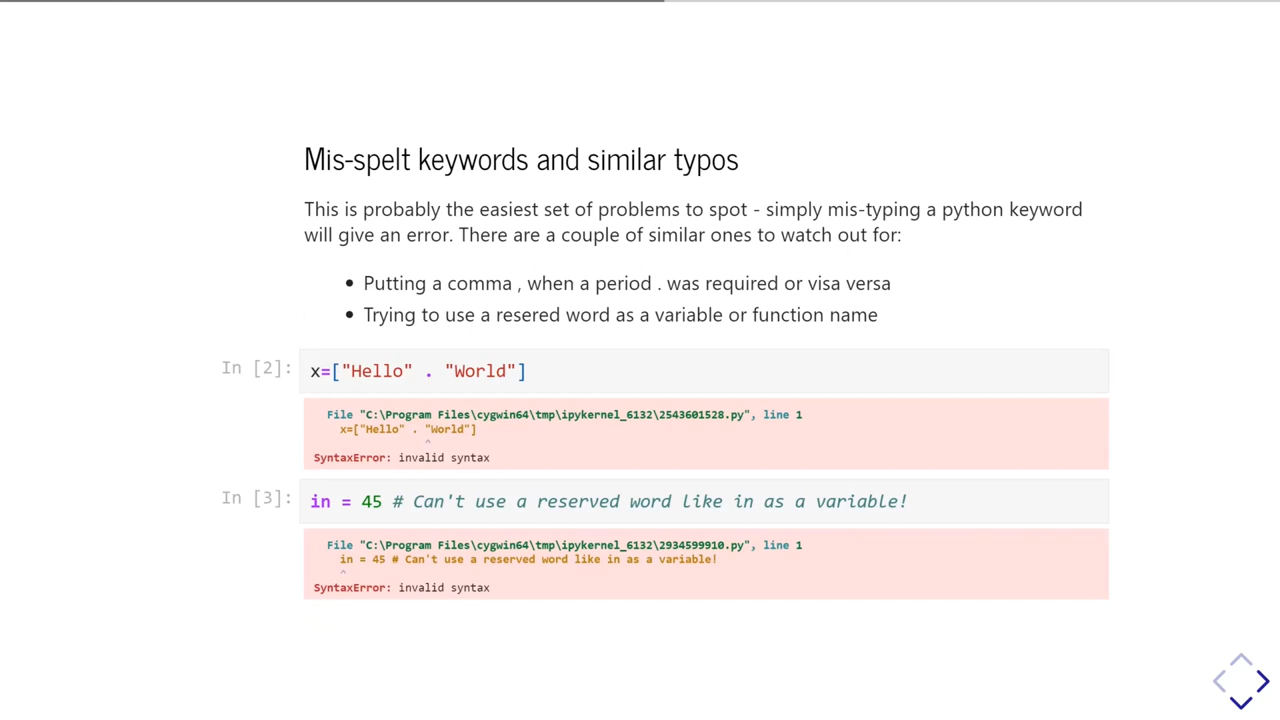 Mis-spelt keywords and similar typos
This is probably the easiest set of problems to spot - simply mis-typing a python keyword
will give an error. There are a couple of similar ones to watch out for:
• Putting a comma , when a period . was required or visa versa
• Trying to use a resered word as a variable or function name
In [2]: x=["Hello" . "World"]
File "C:\Program Files\cygwin64\tmp\ipykernel_6132\2543601528.py", line 1
x=["Hello" . "World"]
^
SyntaxError: invalid syntax
In [3]: in = 45 # Can't use a reserved word like in as a variable!
File "C:\Program Files\cygwin64\tmp\ipykernel_6132\2934599910.py", line 1
in = 45 # Can't use a reserved word like in as a variable!
^
SyntaxError: invalid syntax